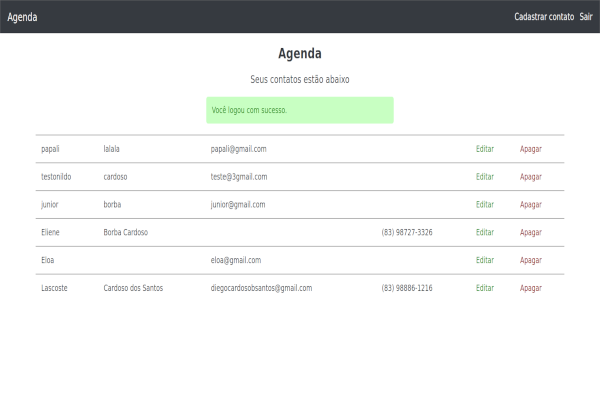 Agenda
Cadastrar contato Sair
Agenda
Seus contatos estão abaixo
Você logou com sucesso.
papali lalala papali@gmail.com Editar Apagar
testonildo cardoso teste@3gmail.com Editar Apagar
junior borba junior@gmail.com Editar Apagar
Eliene Borba Cardoso (83) 98727-3326 Editar Apagar
Eloa eloa@gmail.com Editar Apagar
Lascoste Cardoso dos Santos diegocardosobsantos@gmail.com (83) 98886-1216 Editar Apagar